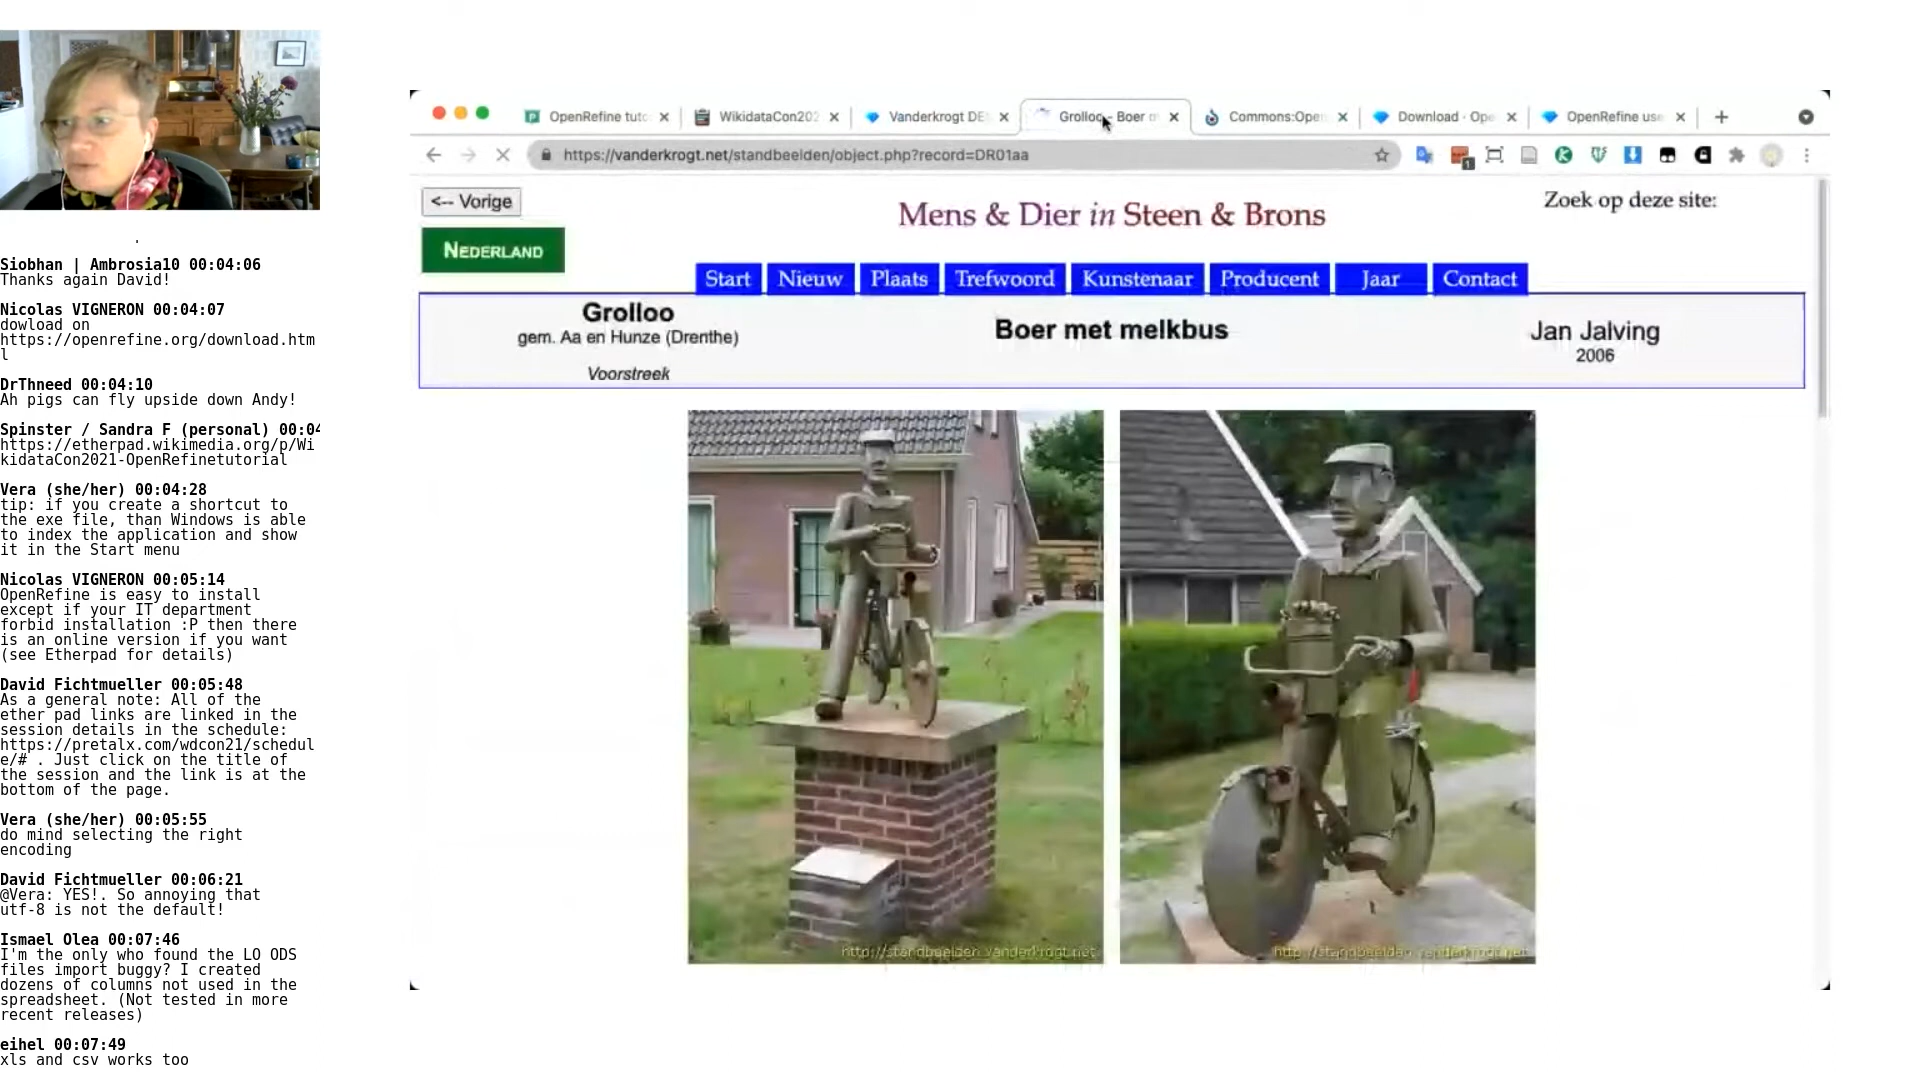 Siobhan | Ambrosia10 00:04:06
Thanks again David!
Nicolas VIGNERON 00:04:07
dowload on
https://openrefine.org/download.htm
l
DrThneed 00:04:10
Ah pigs can fly upside down Andy!
Spinster / Sandra F (personal) 00:04
https://etherpad.wikimedia.org/p/Wi
kidataCon2021-OpenRefinetutorial
Vera (she/her) 00:04:28
tip: if you create a shortcut to
the exe file, than Windows is able
to index the application and show
it in the Start menu
Nicolas VIGNERON 00:05:14
OpenRefine is easy to install
except if your IT department
forbid installation :P then there
is an online version if you want
(see Etherpad for details)
David Fichtmueller 00:05:48
As a general note: All of the
ether pad links are linked in the
session details in the schedule:
https://pretalx.com/wdcon21/schedul
e/# . Just click on the title of
the session and the link is at the
bottom of the page.
Vera (she/her) 00:05:55
do mind selecting the right
encoding
David Fichtmueller 00:06:21
@Vera: YES!. So annoying that
utf-8 is not the default!
Ismael Olea 00:07:46
I'm the only who found the LO ODS
files import buggy? I created
dozens of columns not used in the
spreadsheet. (Not tested in more
recent releases)
eihel 00:07:49
xls and csv works too
OpenRefine tuto WikidataCon202 Vanderkrogt DE Grolloo - Boer m Commons:Open Download · Ope OpenRefine use
https://vanderkrogt.net/standbeelden/object.php?record=DR01aa
<-- Vorige
Mens & Dier in Steen & Brons
Zoek op deze site:
NEDERLAND
Start Nieuw Plaats Trefwoord Kunstenaar Producent Jaar Contact
Grolloo
gem. Aa en Hunze (Drenthe)
Voorstreek
Boer met melkbus
Jan Jalving
2006
http://standbeelden.vanderkrogt.net
http://standbeelden.vanderkrogt.net